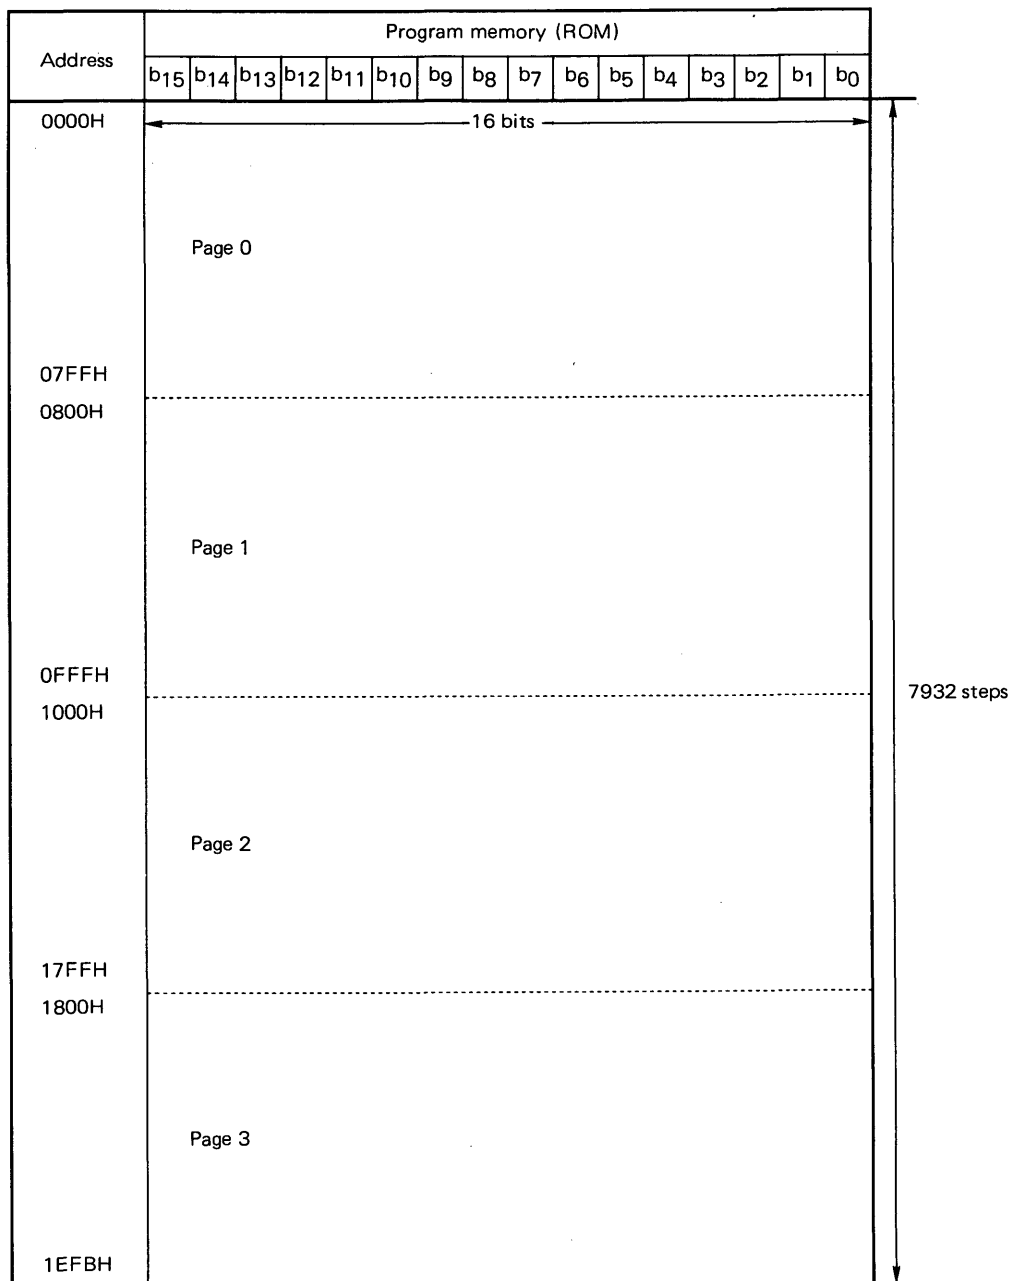 Program memory (ROM)
Address
b15 b14 b13 b12 b11 b10 b9 b8 b7 b6 b5 b4 b3 b2 b1 b0
0000H
16 bits
Page 0
07FFH
0800H
Page 1
0FFFH
7932 steps
1000H
Page 2
17FFH
1800H
Page 3
1EFBH